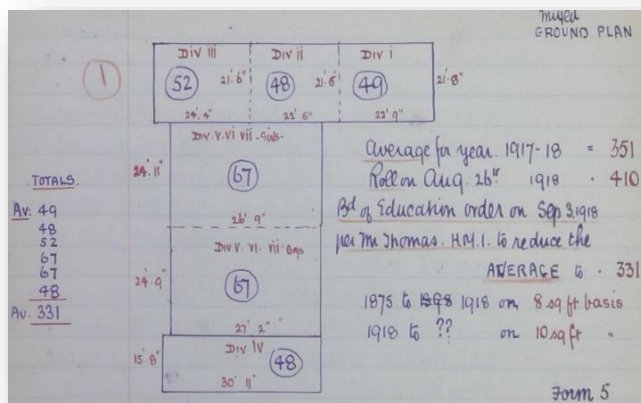 mixed
GROUND PLAN
1
Div iii Div ii Div i
52 21'.6" 48 21'.8" 49 21'.8"
24'.4" 22'6" 22'9"
Div V. VI VII - Girls -
24'.11"
67
26' 9"
Div V. VI. VII Boys
24'.9"
67
27' 2"
Div IV
15' 8"
48
30' 11"
TOTALS.
Av: 49
48
52
67
67
48
Av. 331
Average for year 1917-18 = 351
Roll on Aug. 26th 1918 . 410
Bd of Education order on Sep 3.1918
per Mr Thomas. H.M.I. to reduce the
AVERAGE to . 331
1875 to 1918 on 8 sq ft basis
1918 to ?? on 10 sq ft "
Form 5